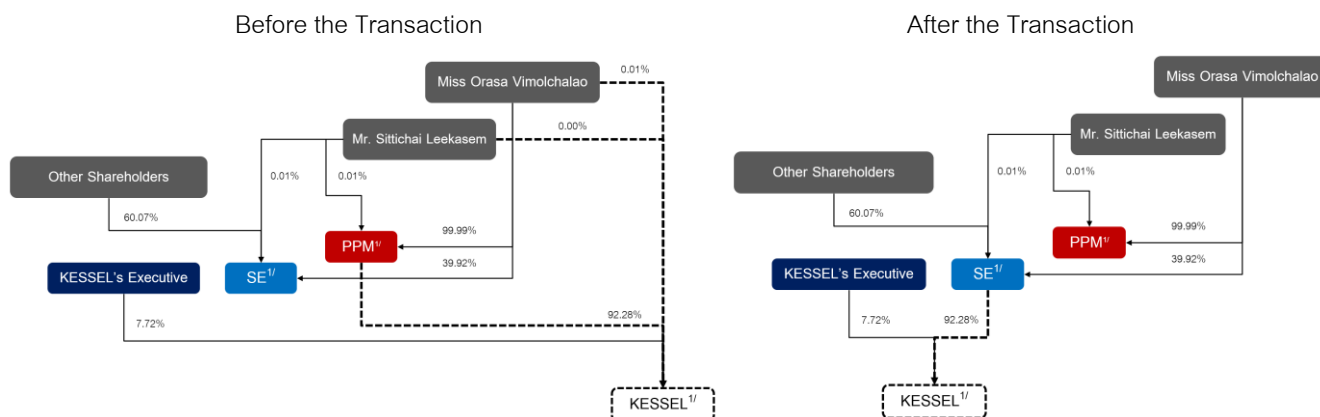 Before the Transaction
0.01%
Miss Orasa Vimolchalao
0.00%
Mr. Sittichai Leekasem
Other Shareholders
0.01%
0.01%
60.07%
99.99%
PPM1/
39.92%
KESSEL's Executive
SE1/
7.72%
92.28%
KESSEL1/
After the Transaction
Miss Orasa Vimolchalao
Mr. Sittichai Leekasem
Other Shareholders
0.01%
0.01%
60.07%
99.99%
PPM1/
39.92%
KESSEL's Executive
SE1/
7.72%
92.28%
KESSEL1/